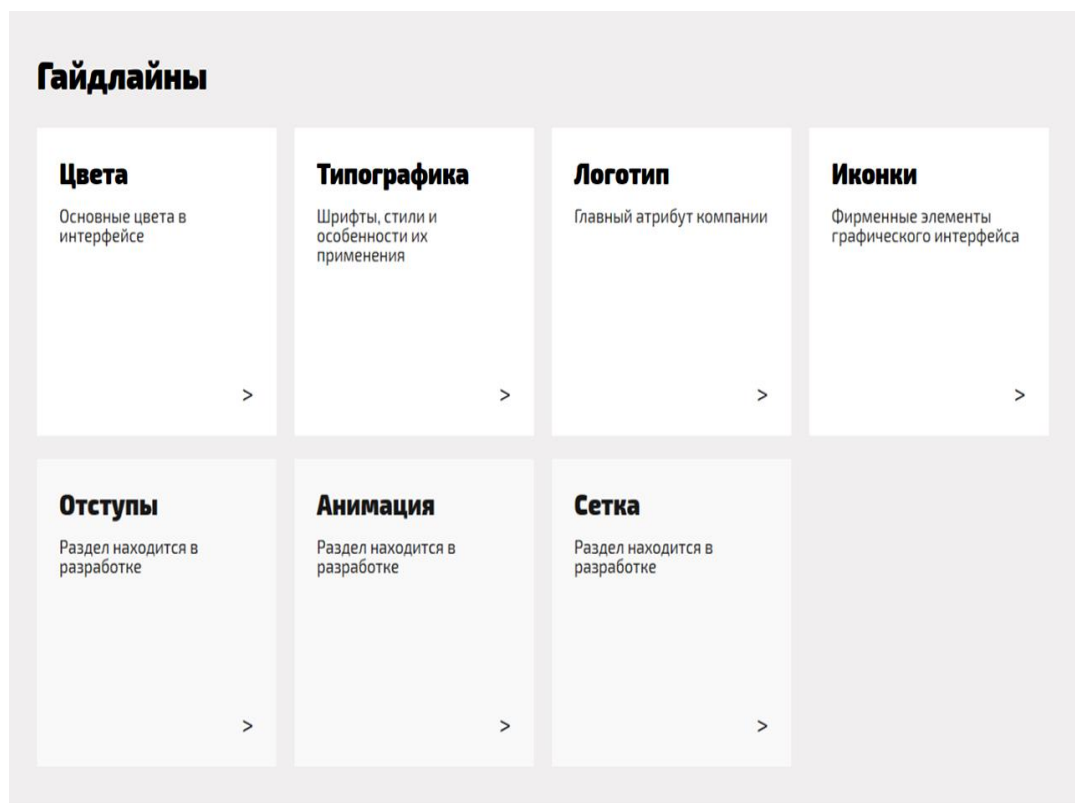 Гайдлайны
Цвета
Основные цвета в
интерфейсе
>
Типографика
Шрифты, стили и
особенности их
применения
>
Логотип
Главный атрибут компании
>
Иконки
Фирменные элементы
графического интерфейса
>
Отступы
Раздел находится в
разработке
>
Анимация
Раздел находится в
разработке
>
Сетка
Раздел находится в
разработке
>